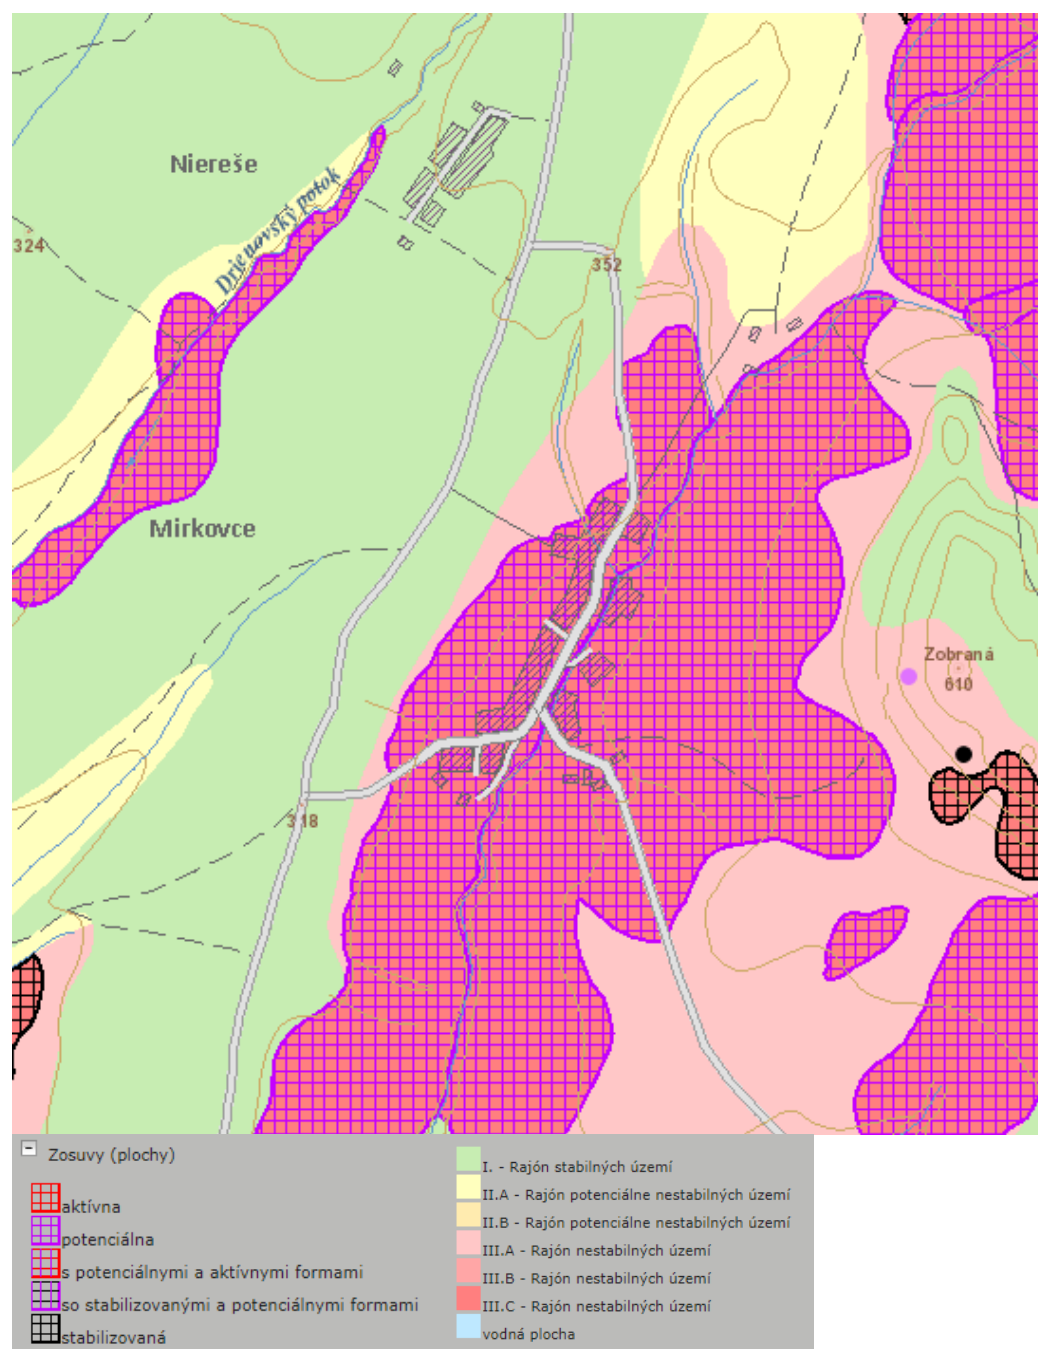 Niereše
Drienovský potok
324
352
Mirkovce
Zobraná
610
318
Zosuvy (plochy)
aktívna
potenciálna
s potenciálnymi a aktívnymi formami
so stabilizovanými a potenciálnymi formami
stabilizovaná
I. - Rajón stabilných území
II.A - Rajón potenciálne nestabilných území
II.B - Rajón potenciálne nestabilných území
III.A - Rajón nestabilných území
III.B - Rajón nestabilných území
III.C - Rajón nestabilných území
vodná plocha